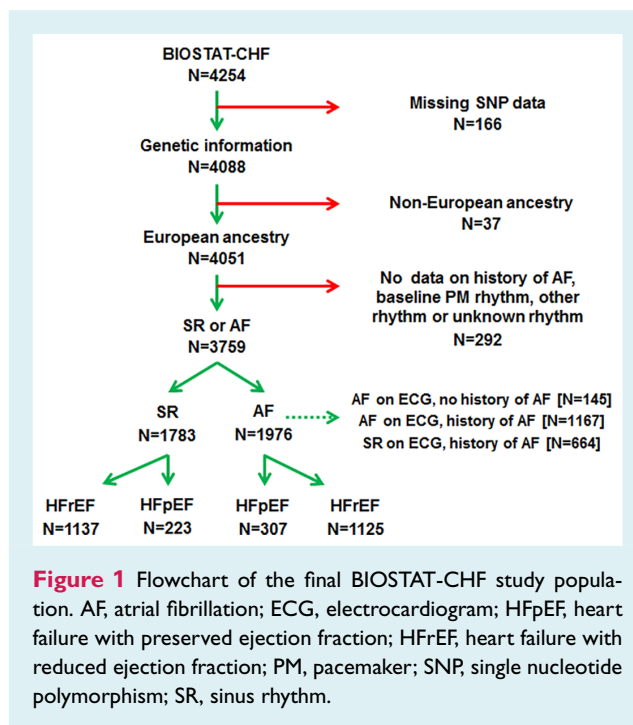 BIOSTAT-CHF
N=4254
Missing SNP data
N=166
Genetic information
N=4088
Non-European ancestry
N=37
European ancestry
N=4051
No data on history of AF,
baseline PM rhythm, other
rhythm or unknown rhythm
N=292
SR or AF
N=3759
SR
N=1783
AF
N=1976
AF on ECG, no history of AF [N=145]
AF on ECG, history of AF [N=1167]
SR on ECG, history of AF [N=664]
HFrEF
N=1137
HFpEF
N=223
HFpEF
N=307
HFrEF
N=1125
Figure 1 Flowchart of the final BIOSTAT-CHF study popula-
tion. AF, atrial fibrillation; ECG, electrocardiogram; HFpEF, heart
failure with preserved ejection fraction; HFrEF, heart failure with
reduced ejection fraction; PM, pacemaker; SNP, single nucleotide
polymorphism; SR, sinus rhythm.